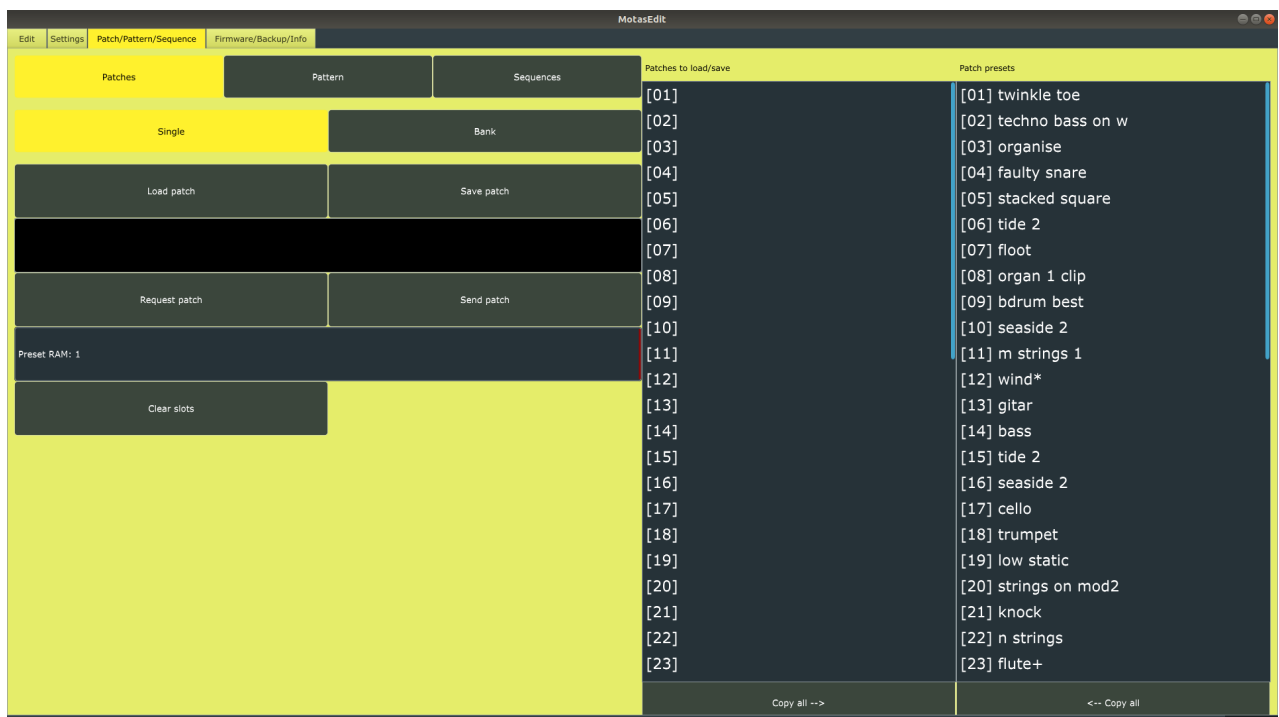 MotasEdit
Edit Settings Patch/Pattern/Sequence Firmware/Backup/Info
Patches Pattern Sequences
Single Bank
Load patch Save patch
Request patch Send patch
Preset RAM: 1
Clear slots
Patches to load/save
[01]
[02]
[03]
[04]
[05]
[06]
[07]
[08]
[09]
[10]
[11]
[12]
[13]
[14]
[15]
[16]
[17]
[18]
[19]
[20]
[21]
[22]
[23]
Copy all -->
Patch presets
[01] twinkle toe
[02] techno bass on w
[03] organise
[04] faulty snare
[05] stacked square
[06] tide 2
[07] floot
[08] organ 1 clip
[09] bdrum best
[10] seaside 2
[11] m strings 1
[12] wind*
[13] gitar
[14] bass
[15] tide 2
[16] seaside 2
[17] cello
[18] trumpet
[19] low static
[20] strings on mod2
[21] knock
[22] n strings
[23] flute+
<-- Copy all